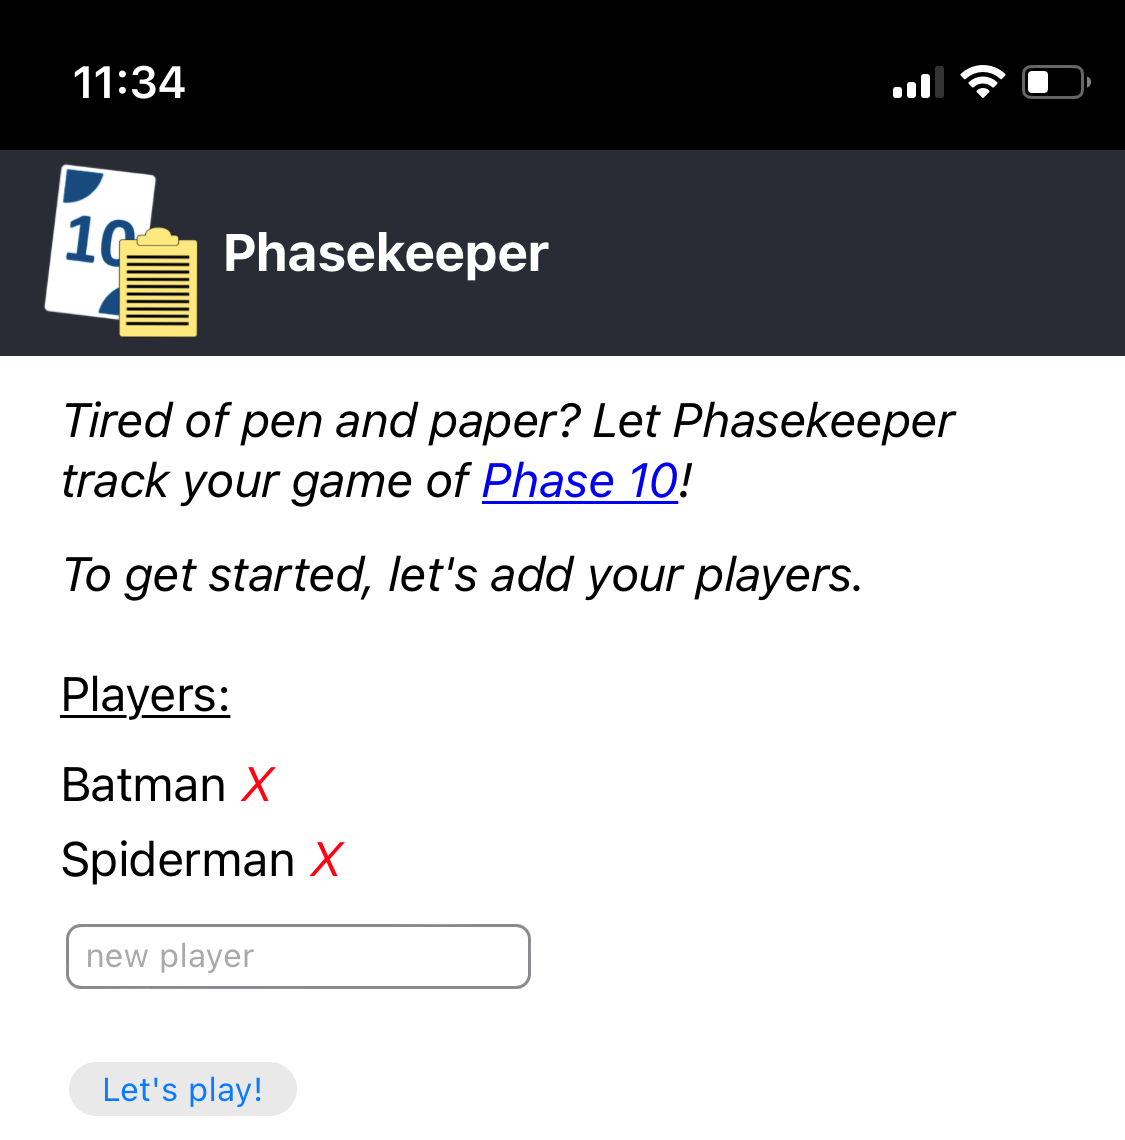 11:34
10
Phasekeeper
Tired of pen and paper? Let Phasekeeper
track your game of Phase 10!
To get started, let's add your players.
Players:
Batman X
Spiderman X
new player
Let's play!